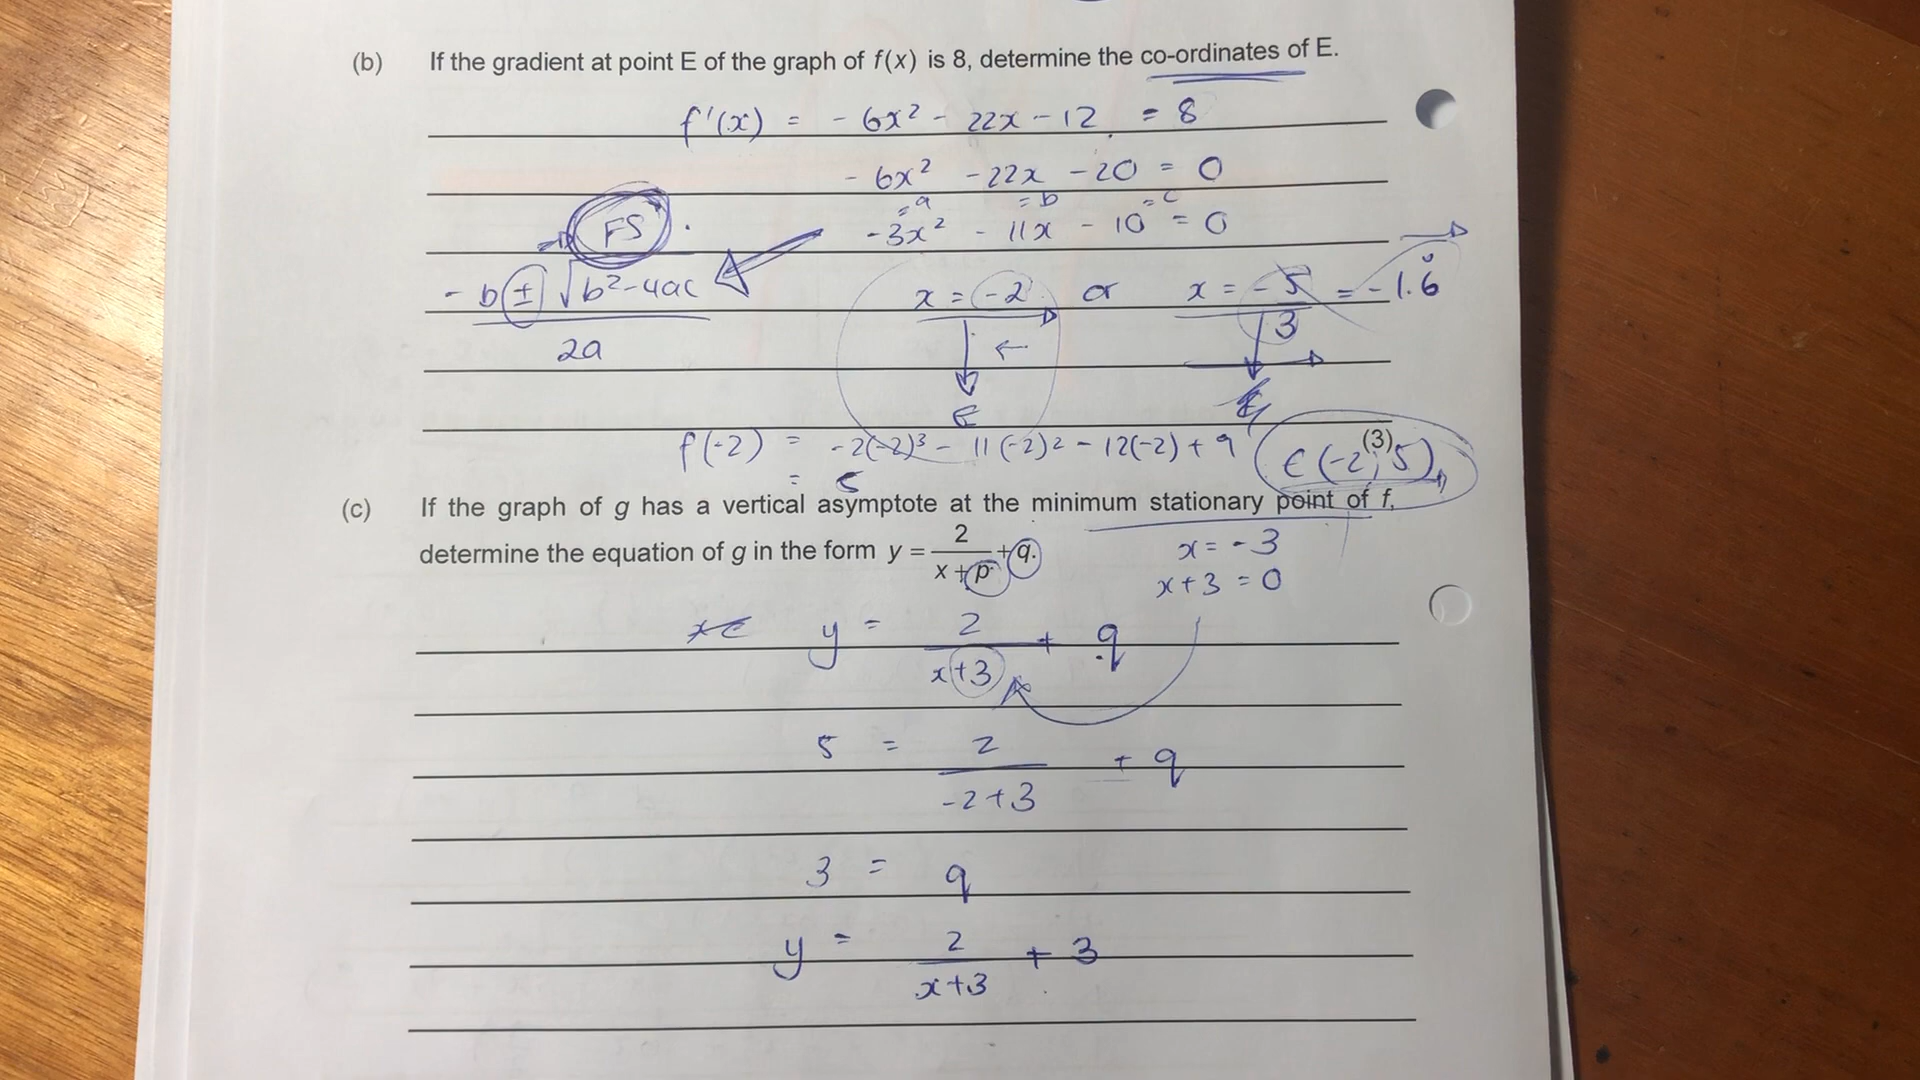 (b) If the gradient at point E of the graph of f(x) is 8, determine the co-ordinates of E.
f'(x) = - 6x² - 22x - 12 = 8
- 6x² - 22x - 20 = 0
=a =b =c
FS. -3x² - 11x - 10 = 0
- b ± √b²-4ac x = -2 or x = -5 = -1.6
2a 3
E
f(-2) = -2(-2)³ - 11(-2)² - 12(-2) + 9 E(-2;5)
(3)
= 5
(c) If the graph of g has a vertical asymptote at the minimum stationary point of f,
determine the equation of g in the form y = 2/(x + p) + q. x = -3
x+3 = 0
y = 2/(x+3) + q
5 = 2/(-2+3) + q
3 = q
y = 2/(x+3) + 3